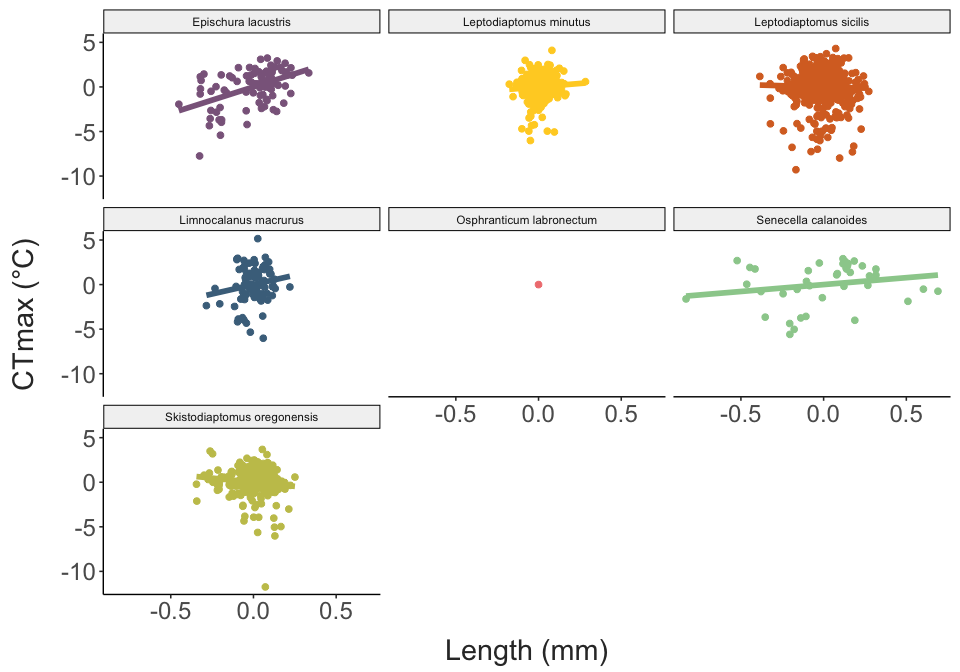 Epischura lacustris
Leptodiaptomus minutus
Leptodiaptomus sicilis
5
0
-5
-10
Limnocalanus macrurus
Osphranticum labronectum
Senecella calanoides
5
0
-5
-10
-0.5 0.0 0.5
-0.5 0.0 0.5
Skistodiaptomus oregonensis
5
0
-5
-10
-0.5 0.0 0.5
CTmax (°C)
Length (mm)